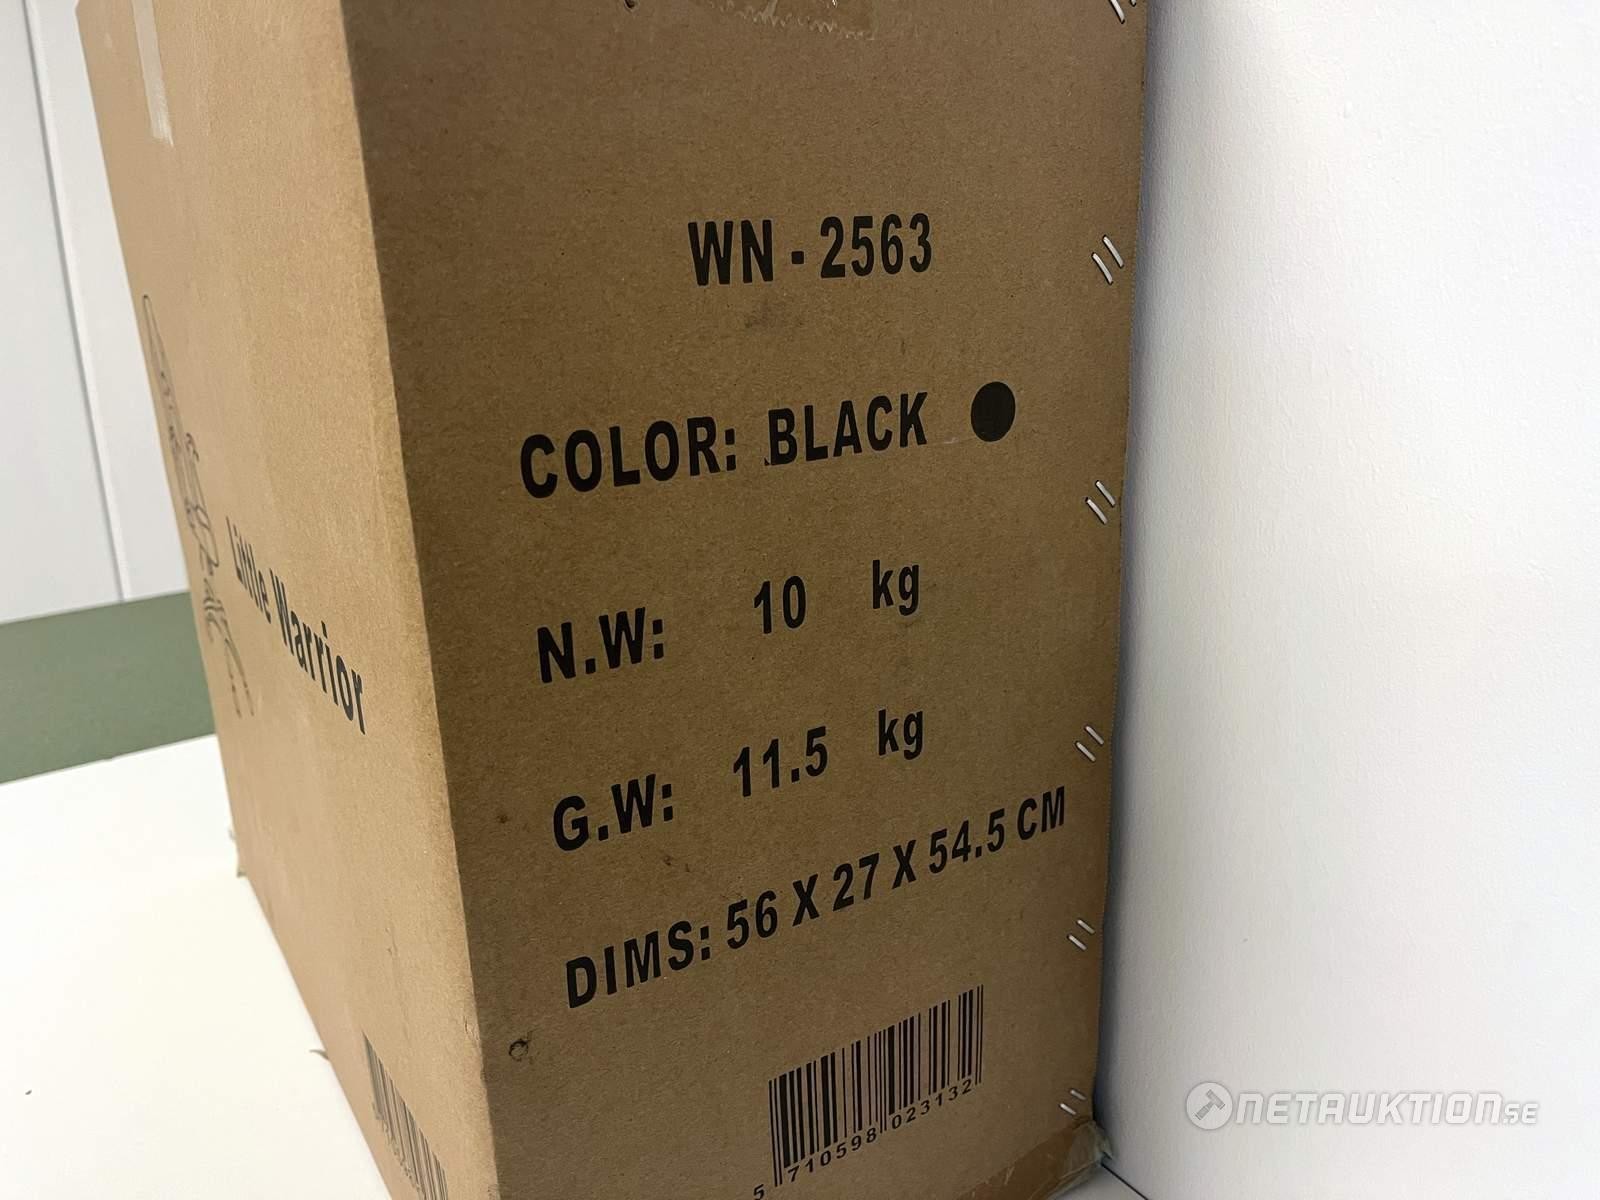 Little Warrior
WN - 2563
COLOR: BLACK
N.W: 10 kg
G.W: 11.5 kg
DIMS: 56 X 27 X 54.5 CM
5 710598 023132
NETAUKTION.SE